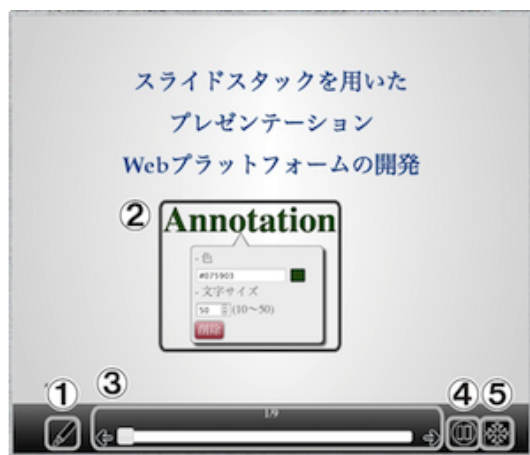 スライドスタックを用いた
プレゼンテーション
Webプラットフォームの開発
②
Annotation
- 色
#075903
- 文字サイズ
50 (10～50)
削除
① ③ ④ ⑤
1/9